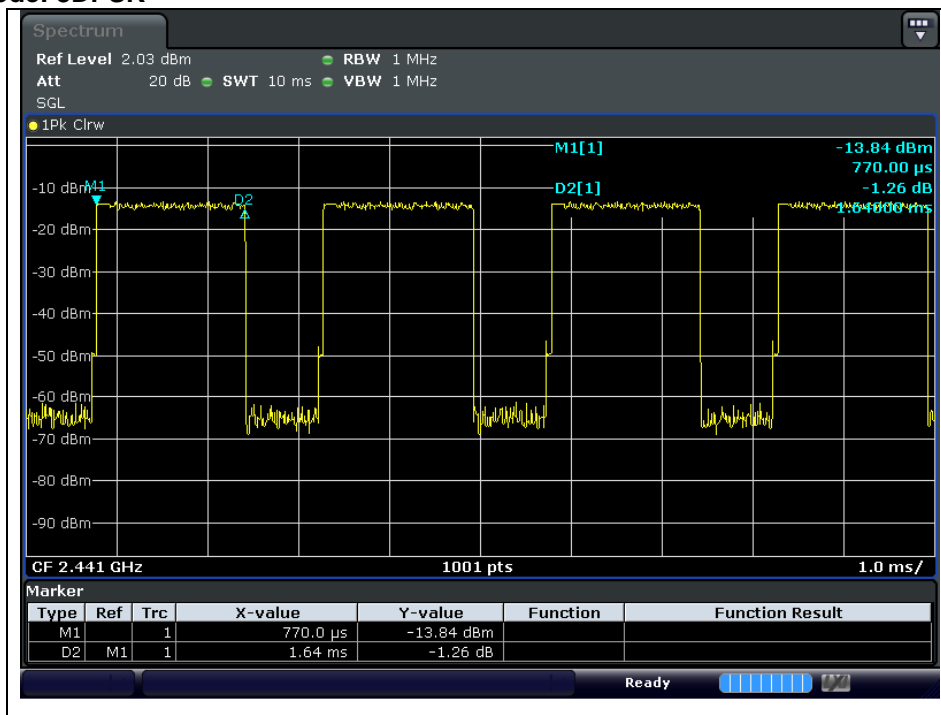 Spectrum
Ref Level 2.03 dBm RBW 1 MHz
Att 20 dB SWT 10 ms VBW 1 MHz
SGL
1Pk Clrw
M1[1] -13.84 dBm
770.00 µs
D2[1] -1.26 dB
1.64000 ms
M1
D2
-10 dBm
-20 dBm
-30 dBm
-40 dBm
-50 dBm
-60 dBm
-70 dBm
-80 dBm
-90 dBm
CF 2.441 GHz 1001 pts 1.0 ms/
Marker
Type Ref Trc X-value Y-value Function Function Result
M1 1 770.0 µs -13.84 dBm
D2 M1 1 1.64 ms -1.26 dB
Ready